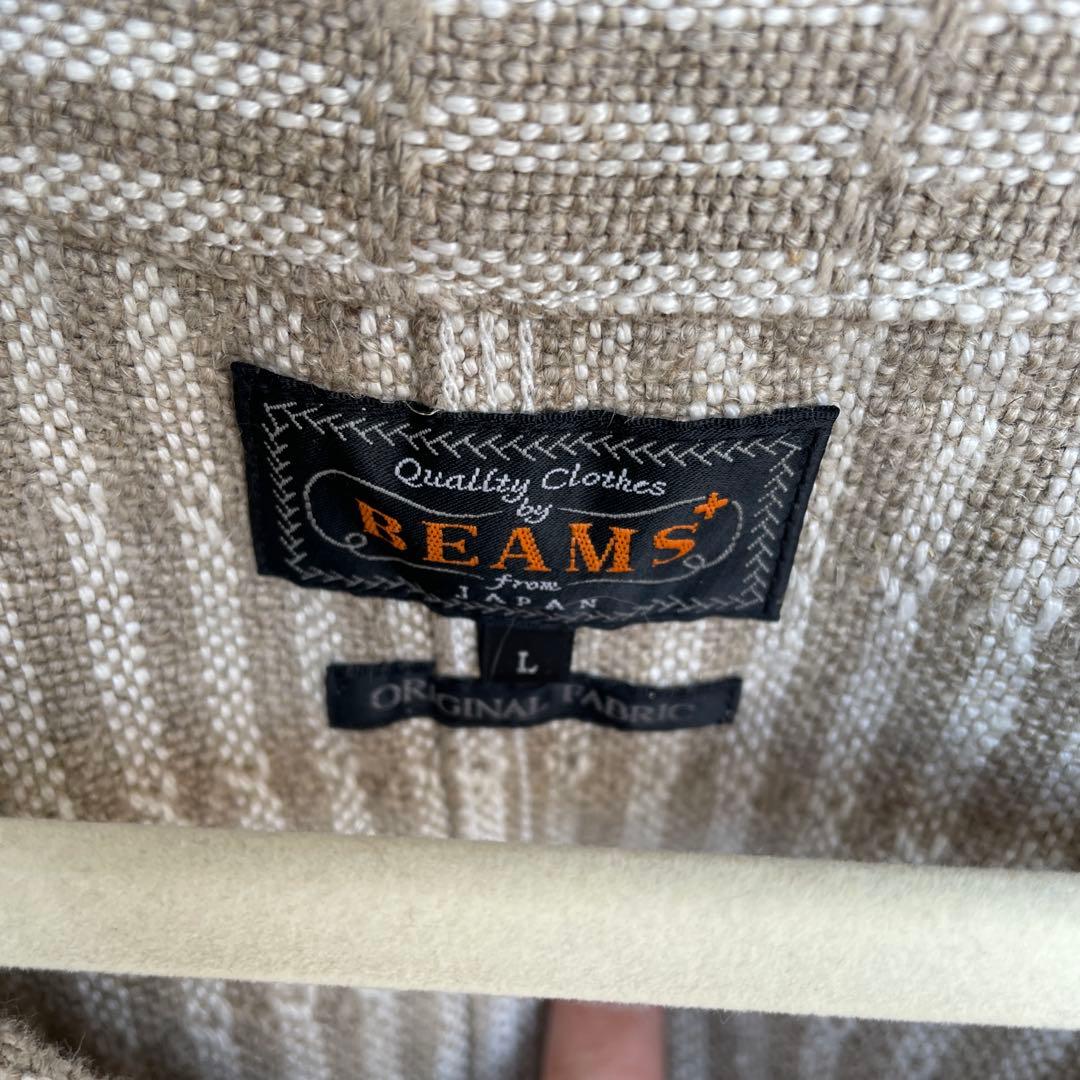 Quality Clothes
by
BEAMS+
from
JAPAN
L
ORIGINAL FABRIC